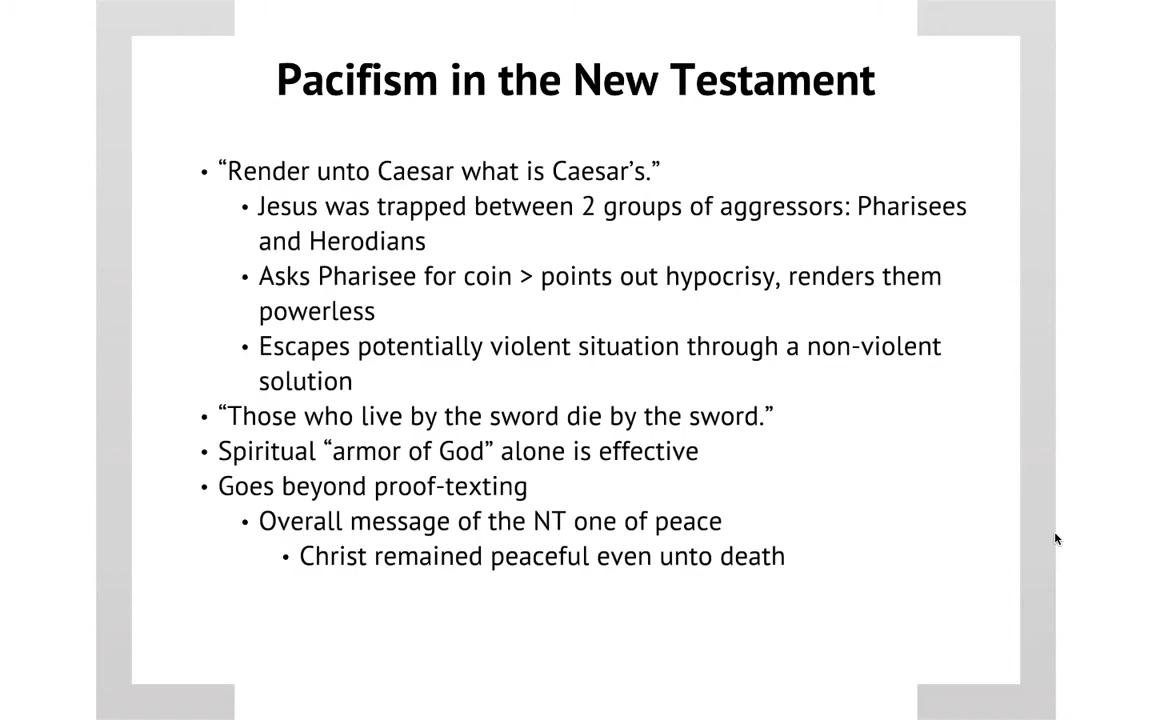 Pacifism in the New Testament
• “Render unto Caesar what is Caesar’s.”
• Jesus was trapped between 2 groups of aggressors: Pharisees
and Herodians
• Asks Pharisee for coin > points out hypocrisy, renders them
powerless
• Escapes potentially violent situation through a non-violent
solution
• “Those who live by the sword die by the sword.”
• Spiritual “armor of God” alone is effective
• Goes beyond proof-texting
• Overall message of the NT one of peace
• Christ remained peaceful even unto death